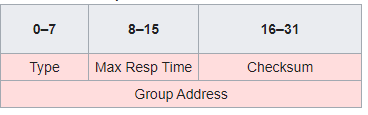 0–7 8–15 16–31
Type Max Resp Time Checksum
Group Address